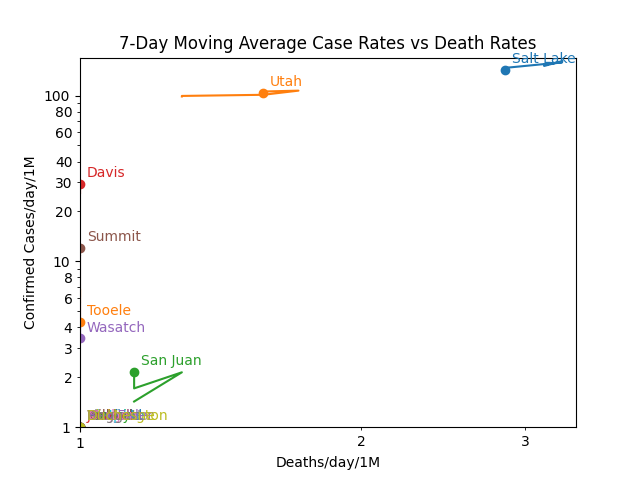 7-Day Moving Average Case Rates vs Death Rates
Salt Lake
Utah
Davis
Summit
Tooele
Wasatch
San Juan
100
80
60
40
30
20
10
8
6
4
3
2
1
1
2
3
Confirmed Cases/day/1M
Deaths/day/1M